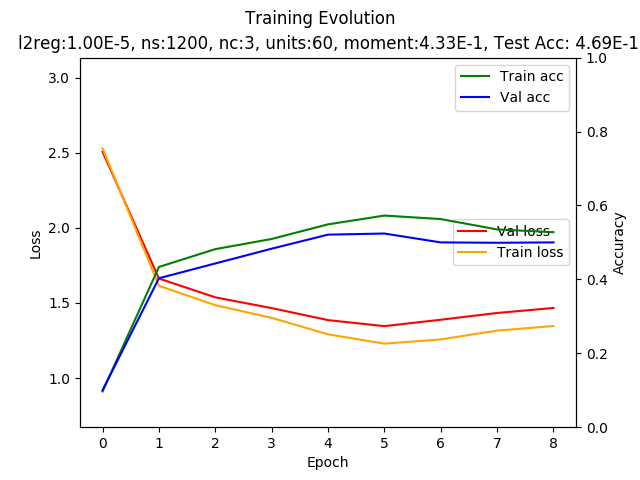 Training Evolution
l2reg:1.00E-5, ns:1200, nc:3, units:60, moment:4.33E-1, Test Acc: 4.69E-1
Train acc
Val acc
Val loss
Train loss
3.0
2.5
2.0
1.5
1.0
Loss
1.0
0.8
0.6
0.4
0.2
0.0
Accuracy
0 1 2 3 4 5 6 7 8
Epoch